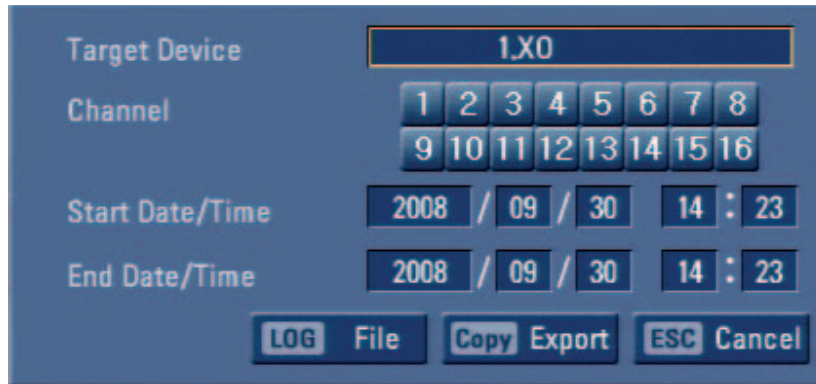 Target Device 1.XO
Channel 1 2 3 4 5 6 7 8
9 10 11 12 13 14 15 16
Start Date/Time 2008 / 09 / 30 14 : 23
End Date/Time 2008 / 09 / 30 14 : 23
LOG File Copy Export ESC Cancel